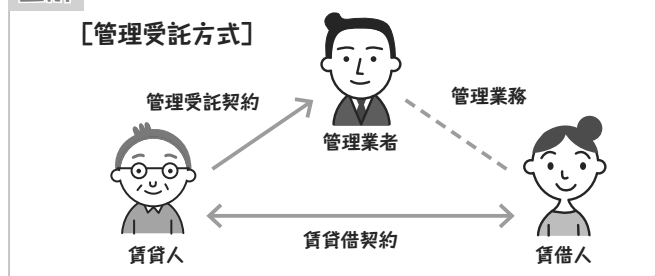 [管理受託方式]
管理受託契約
管理業務
管理業者
賃貸借契約
賃貸人
賃借人